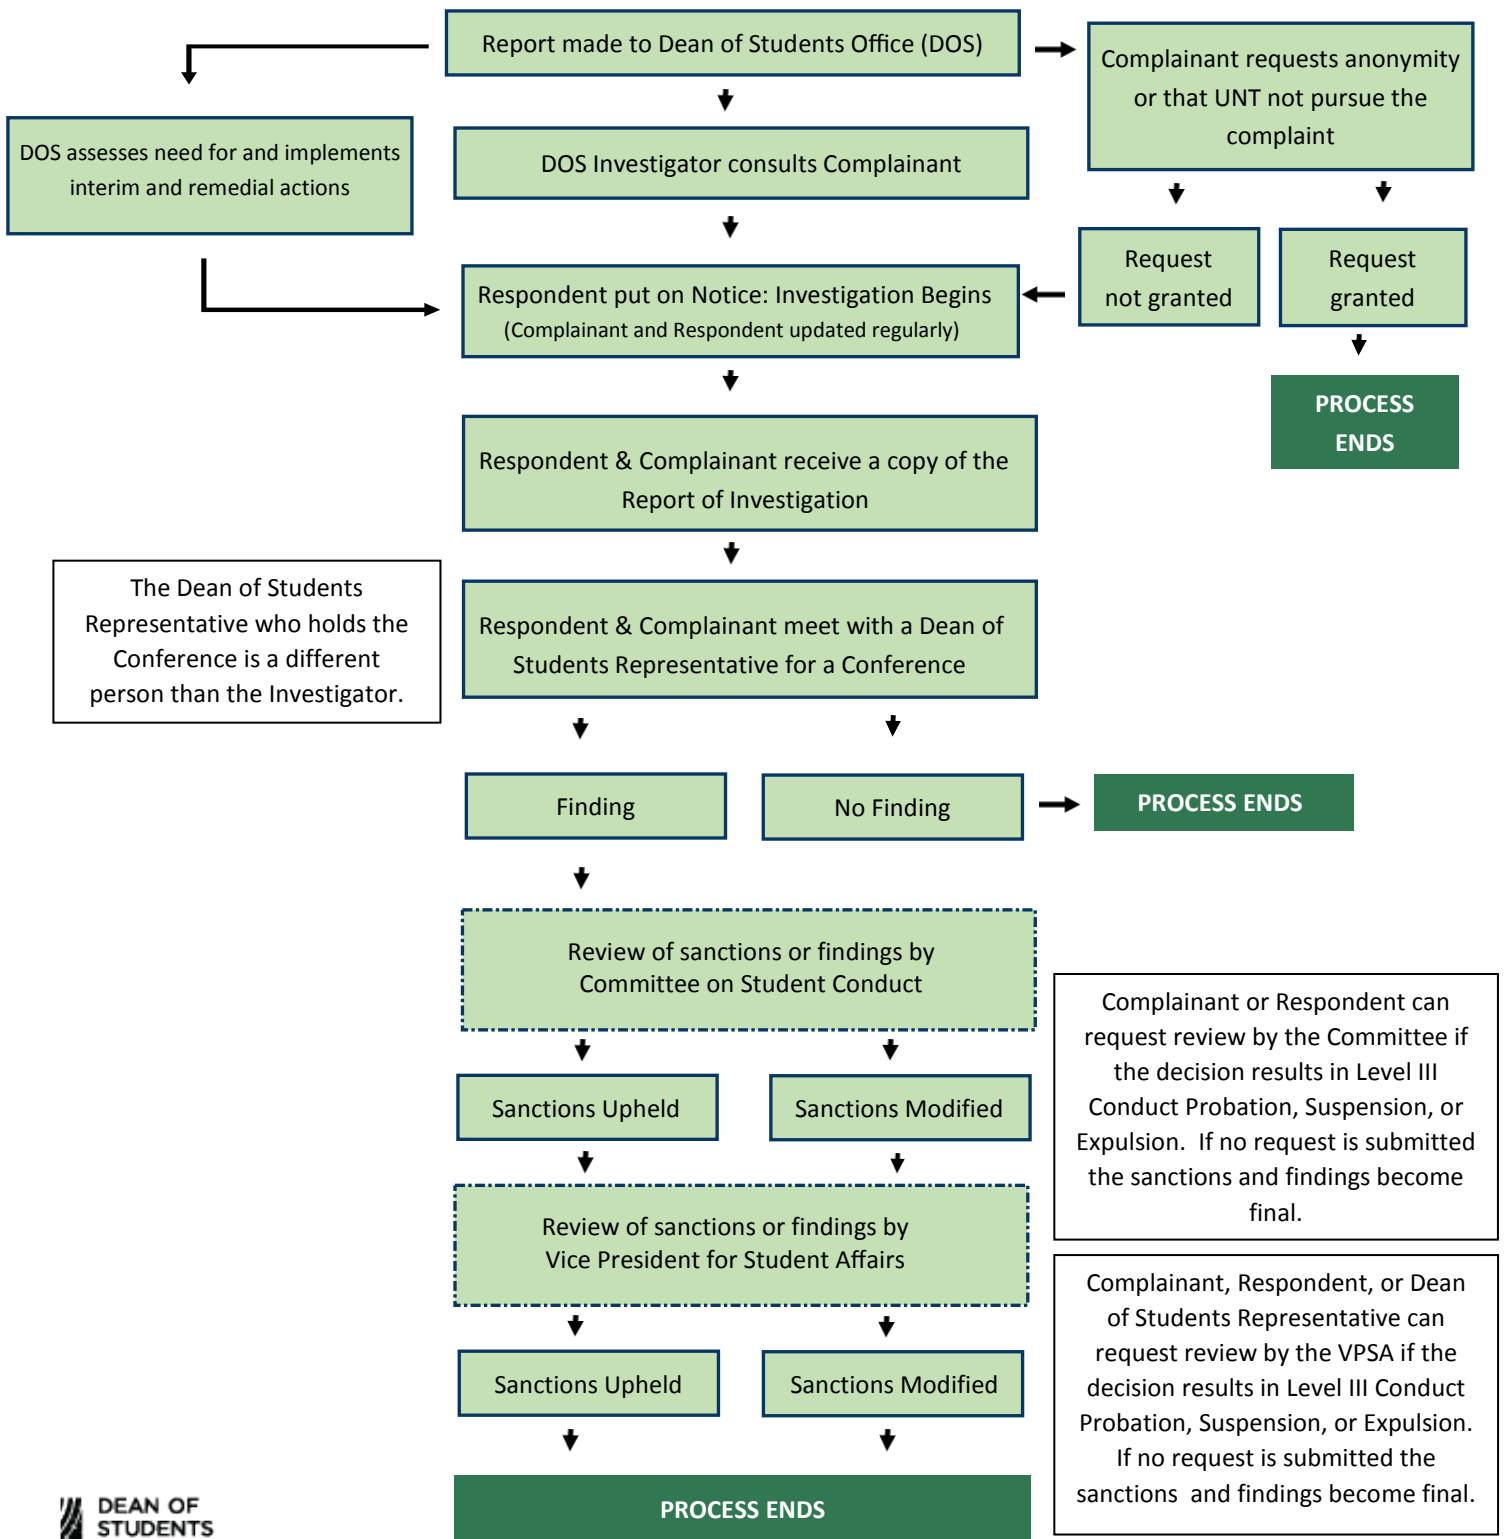 Report made to Dean of Students Office (DOS)
Complainant requests anonymity
or that UNT not pursue the
complaint
DOS assesses need for and implements
interim and remedial actions
DOS Investigator consults Complainant
Request
not granted
Request
granted
Respondent put on Notice: Investigation Begins
(Complainant and Respondent updated regularly)
PROCESS
ENDS
Respondent & Complainant receive a copy of the
Report of Investigation
The Dean of Students
Representative who holds the
Conference is a different
person than the Investigator.
Respondent & Complainant meet with a Dean of
Students Representative for a Conference
Finding
No Finding
PROCESS ENDS
Review of sanctions or findings by
Committee on Student Conduct
Complainant or Respondent can
request review by the Committee if
the decision results in Level III
Conduct Probation, Suspension, or
Expulsion.  If no request is submitted
the sanctions and findings become
final.
Sanctions Upheld
Sanctions Modified
Review of sanctions or findings by
Vice President for Student Affairs
Complainant, Respondent, or Dean
of Students Representative can
request review by the VPSA if the
decision results in Level III Conduct
Probation, Suspension, or Expulsion.
If no request is submitted the
sanctions  and findings become final.
Sanctions Upheld
Sanctions Modified
PROCESS ENDS
DEAN OF
STUDENTS